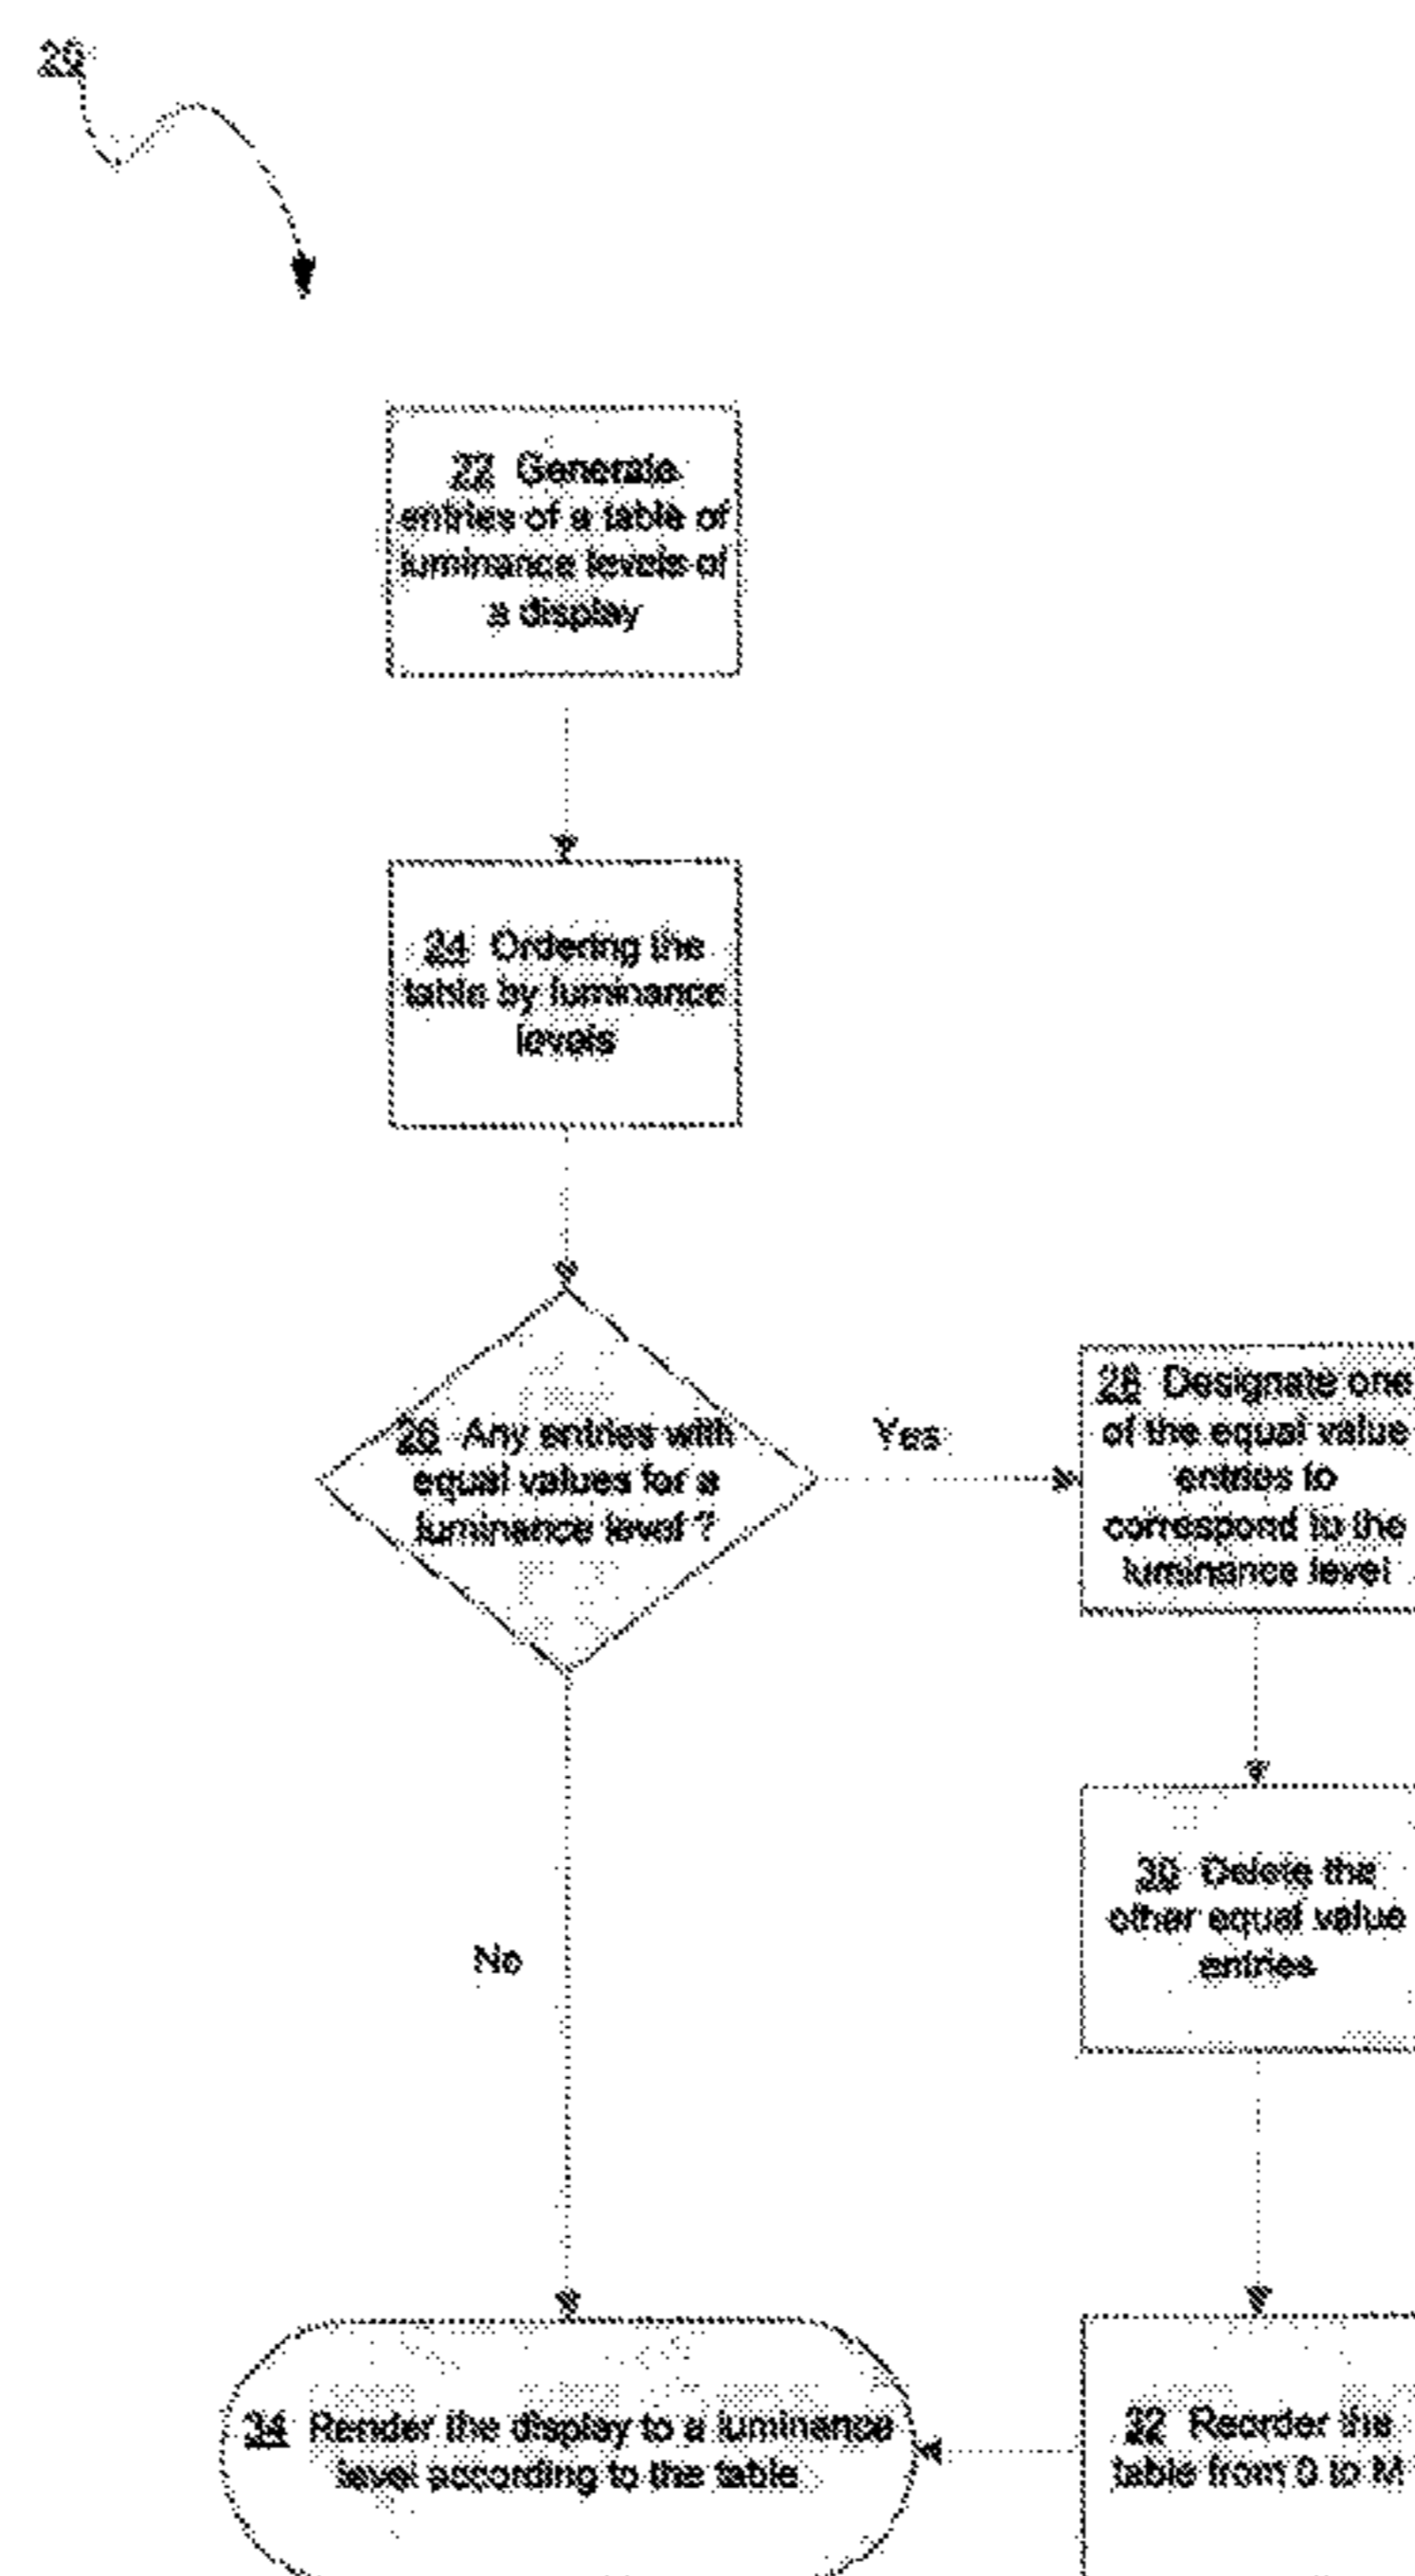 20
22 Generate
entries of a table of
luminance levels of
a display
24 Ordering the
table by luminance
levels
26 Any entries with
equal values for a
luminance level ?
Yes
28 Designate one
of the equal value
entries to
correspond to the
luminance level
30 Delete the
other equal value
entries
No
34 Render the display to a luminance
level according to the table
32 Reorder the
table from 0 to M